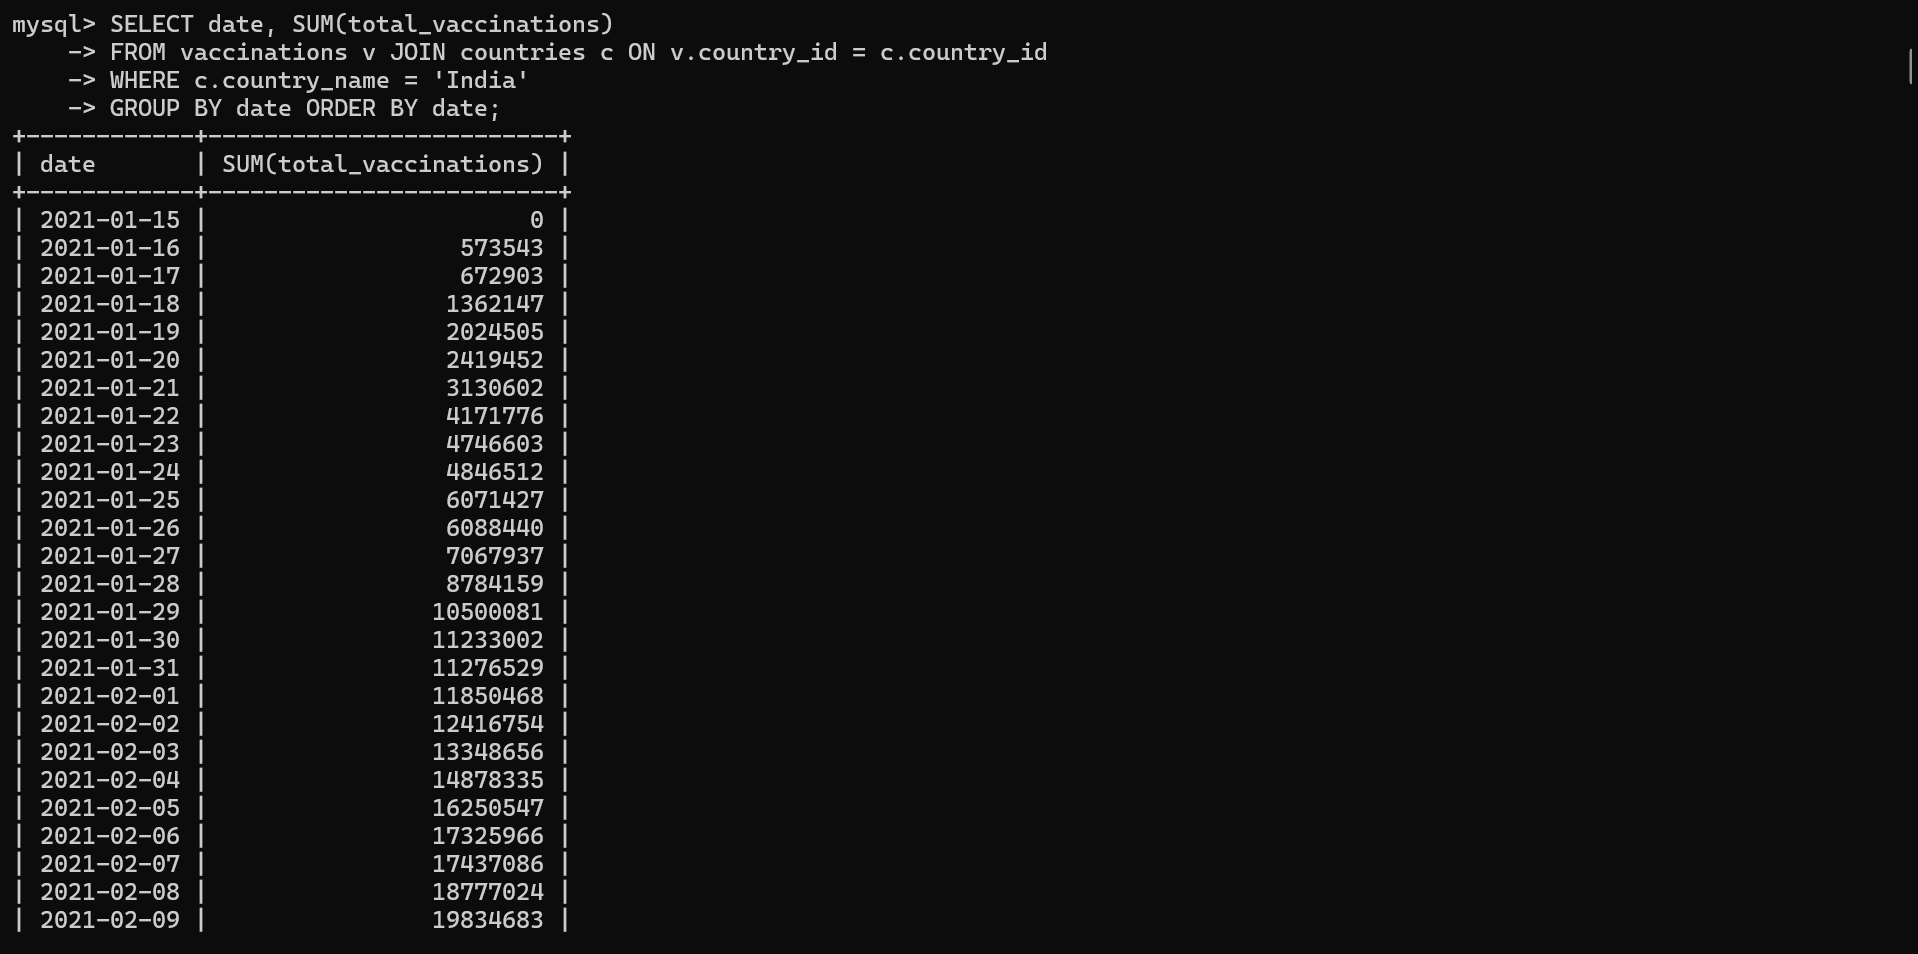 mysql> SELECT date, SUM(total_vaccinations)
    -> FROM vaccinations v JOIN countries c ON v.country_id = c.country_id
    -> WHERE c.country_name = 'India'
    -> GROUP BY date ORDER BY date;
+------------+-------------------------+
| date       | SUM(total_vaccinations) |
+------------+-------------------------+
| 2021-01-15 |                       0 |
| 2021-01-16 |                  573543 |
| 2021-01-17 |                  672903 |
| 2021-01-18 |                 1362147 |
| 2021-01-19 |                 2024505 |
| 2021-01-20 |                 2419452 |
| 2021-01-21 |                 3130602 |
| 2021-01-22 |                 4171776 |
| 2021-01-23 |                 4746603 |
| 2021-01-24 |                 4846512 |
| 2021-01-25 |                 6071427 |
| 2021-01-26 |                 6088440 |
| 2021-01-27 |                 7067937 |
| 2021-01-28 |                 8784159 |
| 2021-01-29 |                10500081 |
| 2021-01-30 |                11233002 |
| 2021-01-31 |                11276529 |
| 2021-02-01 |                11850468 |
| 2021-02-02 |                12416754 |
| 2021-02-03 |                13348656 |
| 2021-02-04 |                14878335 |
| 2021-02-05 |                16250547 |
| 2021-02-06 |                17325966 |
| 2021-02-07 |                17437086 |
| 2021-02-08 |                18777024 |
| 2021-02-09 |                19834683 |